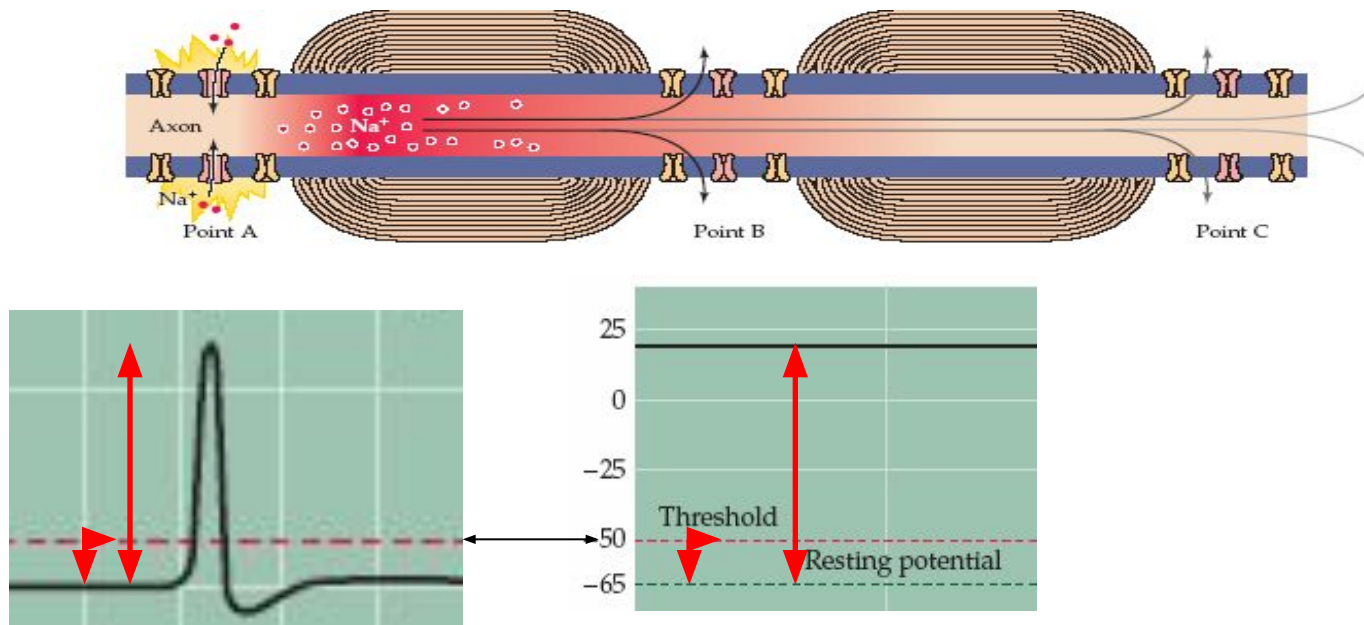 Axon
Na⁺
Na⁺
Point A
Point B
Point C
25
0
−25
Threshold
−50
Resting potential
−65